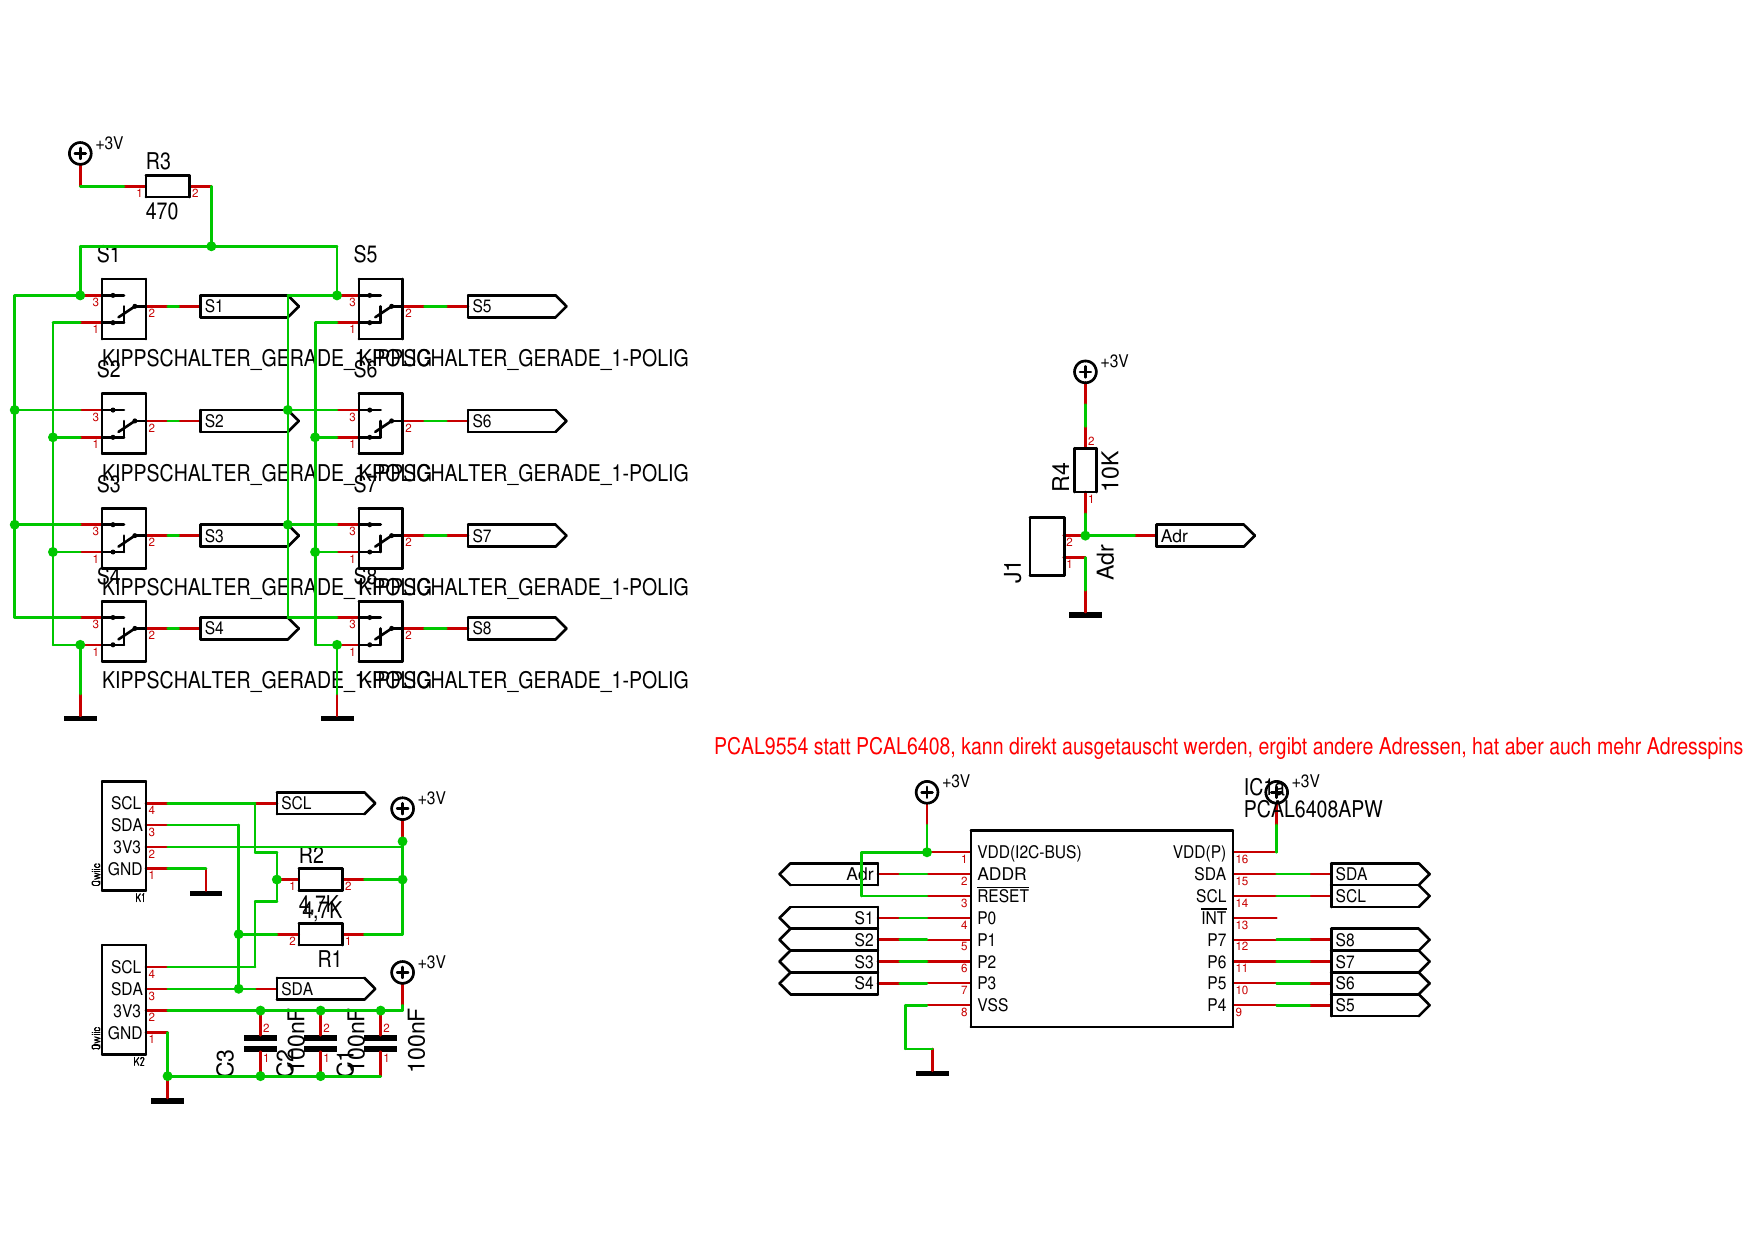 +3V
R3
1 2
470
S1 S5
3 2 1 S1 3 2 1 S5
KIPPSCHALTER_GERADE_1-POLIG KIPPSCHALTER_GERADE_1-POLIG
S2 S6
3 2 1 S2 3 2 1 S6
KIPPSCHALTER_GERADE_1-POLIG KIPPSCHALTER_GERADE_1-POLIG
S3 S7
3 2 1 S3 3 2 1 S7
KIPPSCHALTER_GERADE_1-POLIG KIPPSCHALTER_GERADE_1-POLIG
S4 S8
3 2 1 S4 3 2 1 S8
KIPPSCHALTER_GERADE_1-POLIG KIPPSCHALTER_GERADE_1-POLIG
+3V
2
R4 10K
1
J1 2 1 Adr
Adr
PCAL9554 statt PCAL6408, kann direkt ausgetauscht werden, ergibt andere Adressen, hat aber auch mehr Adresspins
SCL 4 SCL
SDA 3
3V3 2
GND 1
Qwiic
K1
+3V
R2
1 2
4,7K
4,7K
2 1
R1
SCL 4
SDA 3 SDA
3V3 2
GND 1
Qwiic
K2
+3V
C3 2 1 100nF
C2 2 1 100nF
C1 2 1 100nF
+3V
IC1a
+3V
PCAL6408APW
1 VDD(I2C-BUS) VDD(P) 16
Adr 2 ADDR SDA 15 SDA
3 RESET SCL 14 SCL
S1 4 P0 INT 13
S2 5 P1 P7 12 S8
S3 6 P2 P6 11 S7
S4 7 P3 P5 10 S6
8 VSS P4 9 S5